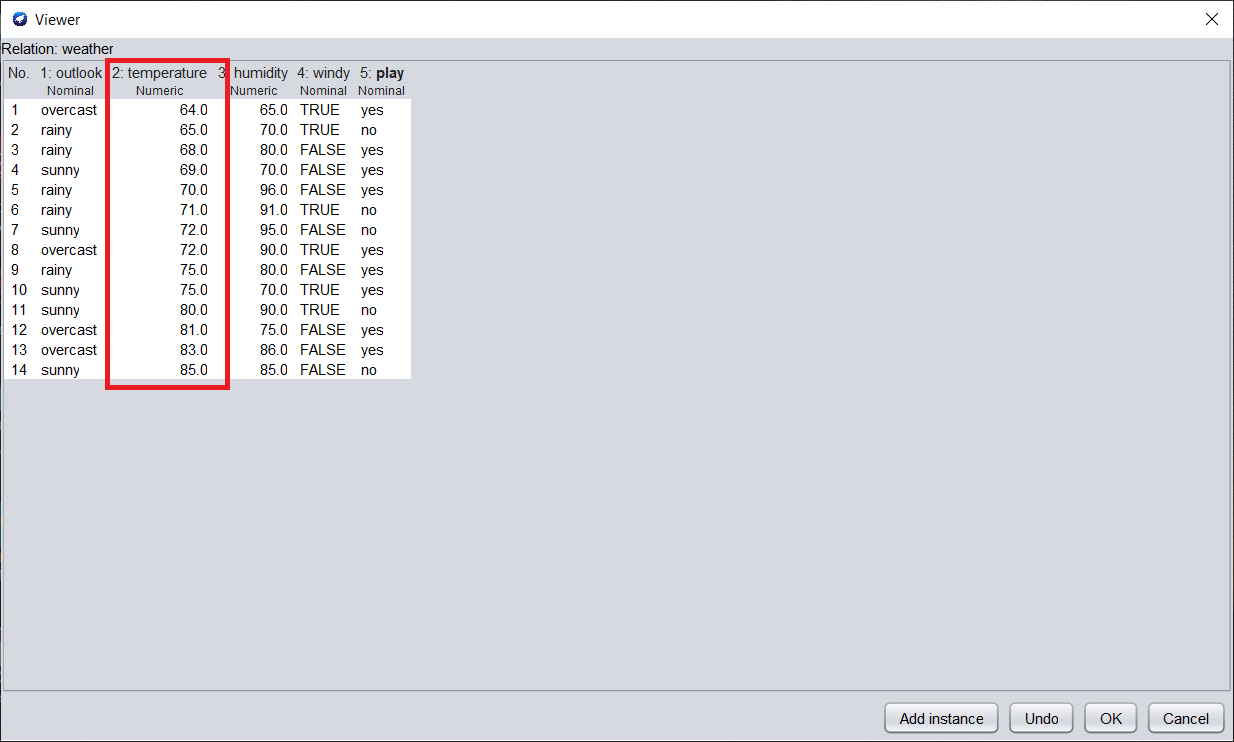 Viewer
Relation: weather
No. 1: outlook 2: temperature 3 humidity 4: windy 5: play
Nominal Numeric Numeric Nominal Nominal
1 overcast 64.0 65.0 TRUE yes
2 rainy 65.0 70.0 TRUE no
3 rainy 68.0 80.0 FALSE yes
4 sunny 69.0 70.0 FALSE yes
5 rainy 70.0 96.0 FALSE yes
6 rainy 71.0 91.0 TRUE no
7 sunny 72.0 95.0 FALSE no
8 overcast 72.0 90.0 TRUE yes
9 rainy 75.0 80.0 FALSE yes
10 sunny 75.0 70.0 TRUE yes
11 sunny 80.0 90.0 TRUE no
12 overcast 81.0 75.0 FALSE yes
13 overcast 83.0 86.0 FALSE yes
14 sunny 85.0 85.0 FALSE no
Add instance Undo OK Cancel